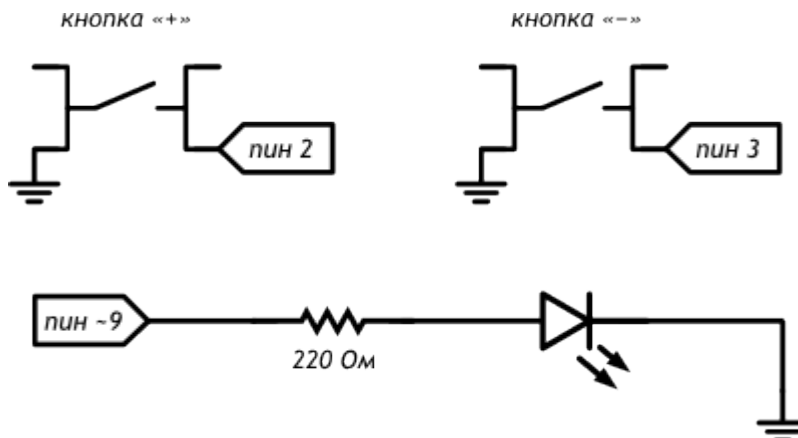 кнопка «+»
кнопка «−»
пин 2
пин 3
пин ~9
220 Ом